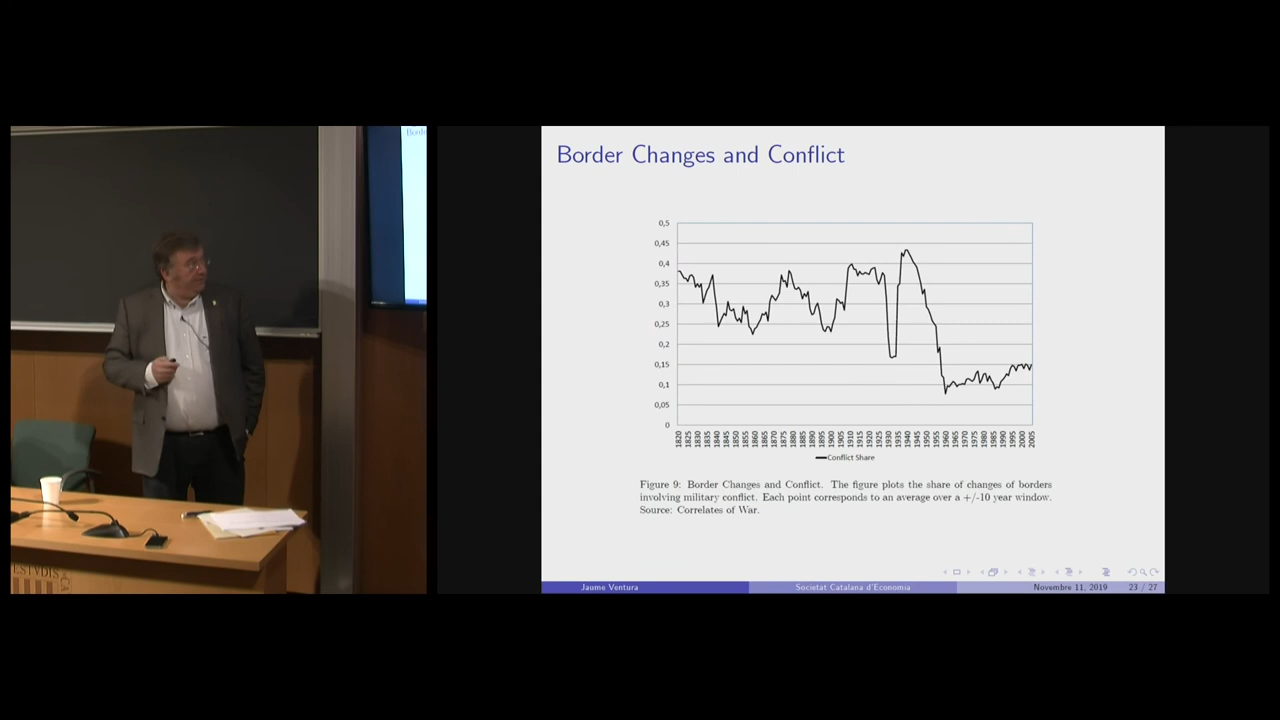 Border Changes and Conflict
0,5
0,45
0,4
0,35
0,3
0,25
0,2
0,15
0,1
0,05
0
1820 1825 1830 1835 1840 1845 1850 1855 1860 1865 1870 1875 1880 1885 1890 1895 1900 1905 1910 1915 1920 1925 1930 1935 1940 1945 1950 1955 1960 1965 1970 1975 1980 1985 1990 1995 2000 2005
Conflict Share
Figure 9: Border Changes and Conflict. The figure plots the share of changes of borders
involving military conflict. Each point corresponds to an average over a +/-10 year window.
Source: Correlates of War.
Jaume Ventura
Societat Catalana d'Economia
Novembre 11, 2019
23 / 27